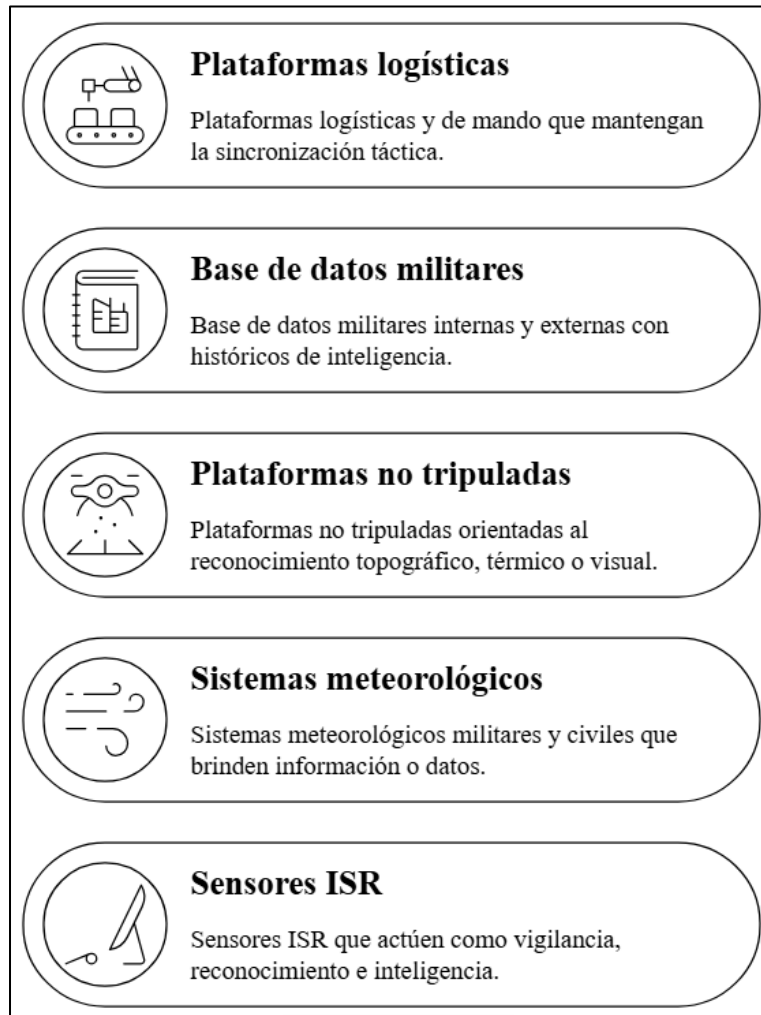 Plataformas logísticas
Plataformas logísticas y de mando que mantengan
la sincronización táctica.
Base de datos militares
Base de datos militares internas y externas con
históricos de inteligencia.
Plataformas no tripuladas
Plataformas no tripuladas orientadas al
reconocimiento topográfico, térmico o visual.
Sistemas meteorológicos
Sistemas meteorológicos militares y civiles que
brinden información o datos.
Sensores ISR
Sensores ISR que actúen como vigilancia,
reconocimiento e inteligencia.